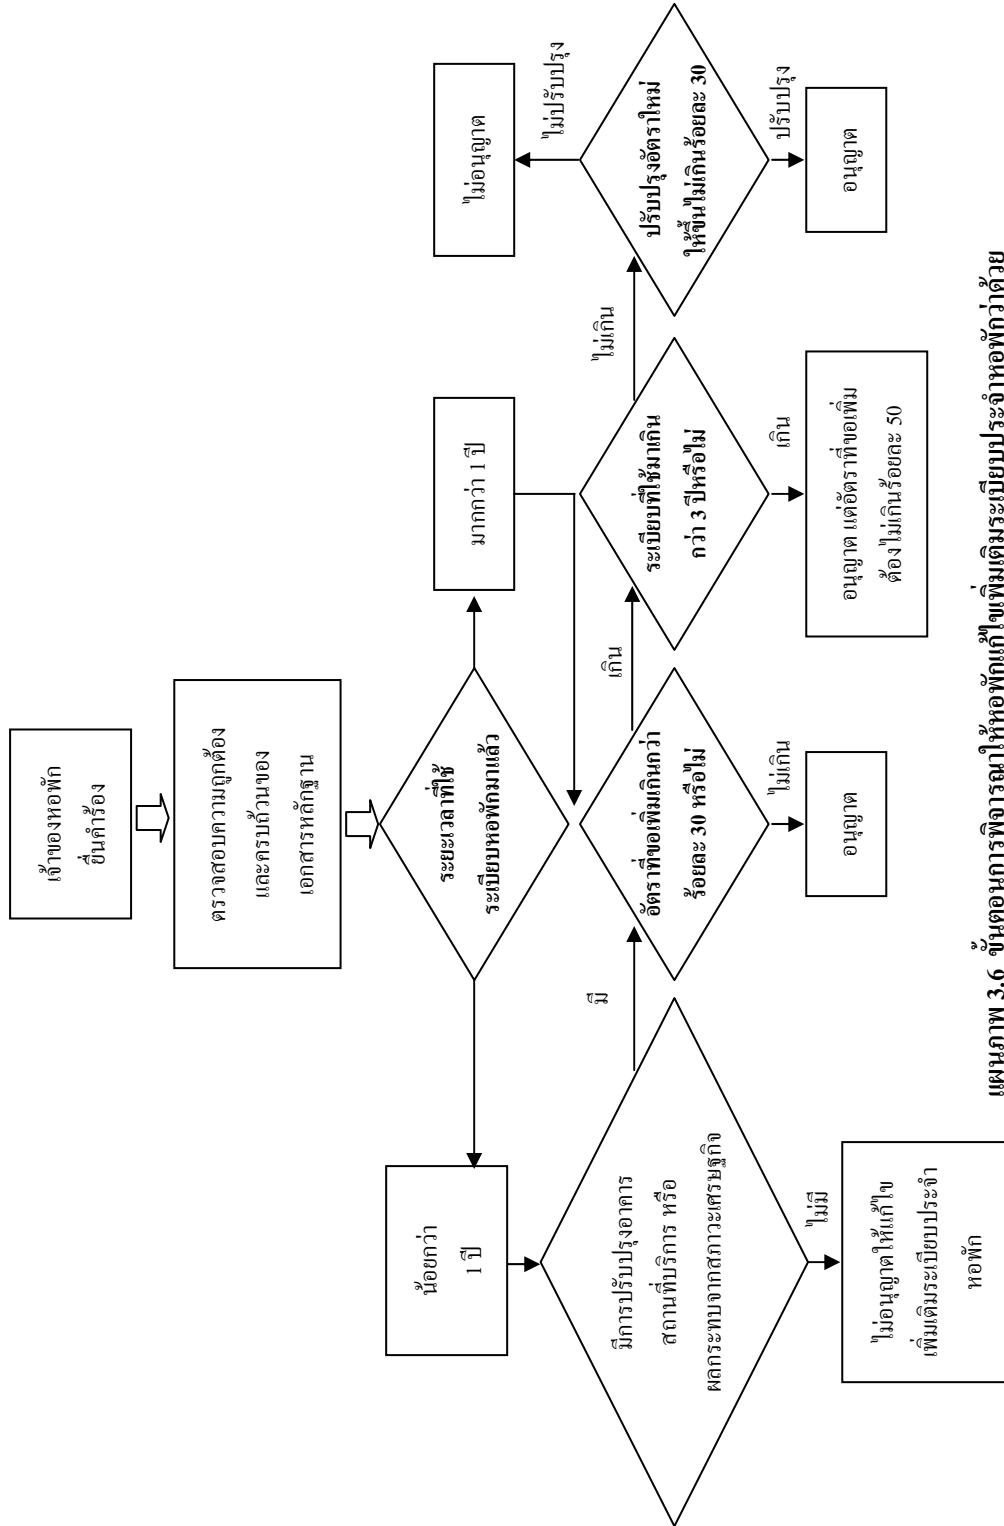 เจ้าของหอพัก
ยื่นคำร้อง
ตรวจสอบความถูกต้อง
และครบถ้วนของ
เอกสารหลักฐาน
ระยะเวลาที่ใช้
ระเบียบหอพักมาแล้ว
น้อยกว่า
1 ปี
มากกว่า 1 ปี
มีการปรับปรุงอาคาร
สถานที่บริการ หรือ
ผลกระทบจากสภาวะเศรษฐกิจ
มี
ไม่มี
ไม่อนุญาตให้แก้ไข
เพิ่มเติมระเบียบประจำ
หอพัก
อัตราที่ขอเพิ่มเกินกว่า
ร้อยละ 30 หรือไม่
เกิน
ไม่เกิน
อนุญาต
ระเบียบที่ใช้มาเกิน
กว่า 3 ปีหรือไม่
ไม่เกิน
เกิน
อนุญาต แต่อัตราที่ขอเพิ่ม
ต้องไม่เกินร้อยละ 50
ปรับปรุงอัตราใหม่
ให้ขึ้นไม่เกินร้อยละ 30
ไม่ปรับปรุง
ไม่อนุญาต
ปรับปรุง
อนุญาต
แผนภาพ 3.6 ขั้นตอนการพิจารณาให้หอพักแก้ไขเพิ่มเติมระเบียบประจำหอพักว่าด้วย